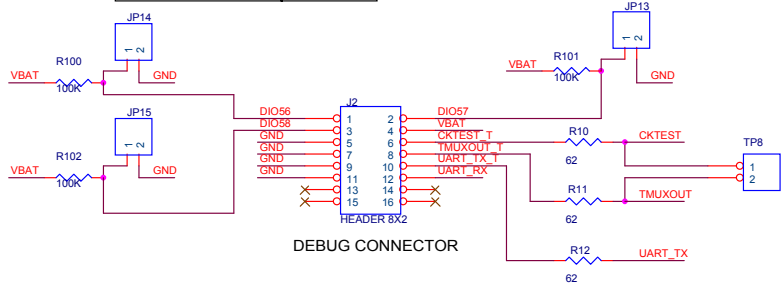 JP14
1 2
R100
VBAT
100K
GND
JP13
1 2
R101
VBAT
100K
GND
JP15
1 2
R102
VBAT
100K
GND
J2
DIO56 1 2 DIO57
DIO58 3 4 VBAT
GND 5 6 CKTEST_T
GND 7 8 TMUXOUT_T
GND 9 10 UART_TX_T
GND 11 12 UART_RX
13 14
15 16
HEADER 8X2
R10
62
CKTEST
R11
62
TMUXOUT
R12
62
UART_TX
TP8
1
2
DEBUG CONNECTOR